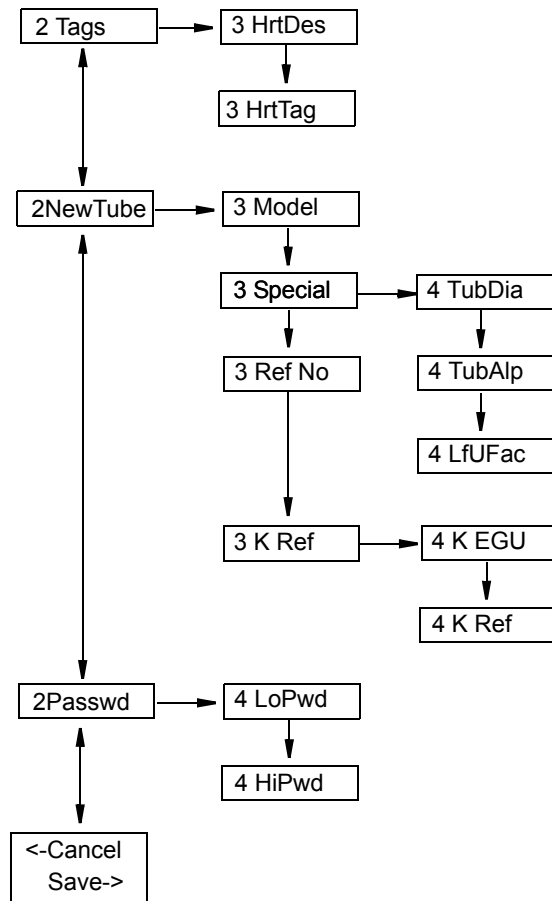 2 Tags
3 HrtDes
3 HrtTag
2NewTube
3 Model
3 Special
4 TubDia
3 Ref No
4 TubAlp
4 LfUFac
3 K Ref
4 K EGU
4 K Ref
2Passwd
4 LoPwd
4 HiPwd
<-Cancel
Save->